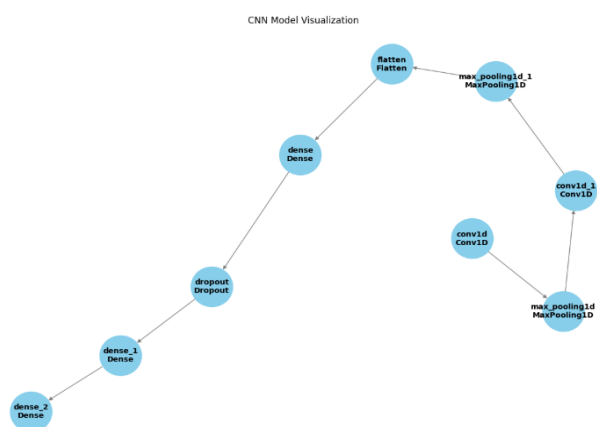 CNN Model Visualization
flatten
Flatten
max_pooling1d_1
MaxPooling1D
dense
Dense
conv1d_1
Conv1D
conv1d
Conv1D
dropout
Dropout
max_pooling1d
MaxPooling1D
dense_1
Dense
dense_2
Dense